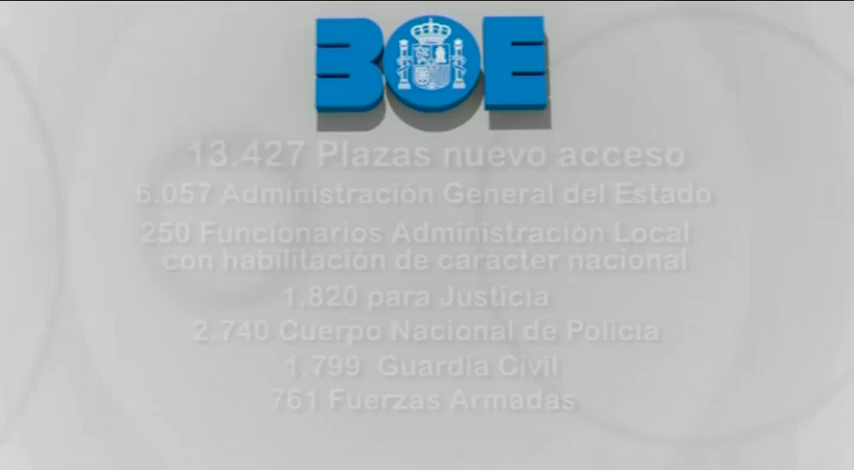 BOE
13.427 Plazas nuevo acceso
6.057 Administración General del Estado
250 Funcionarios Administración Local
con habilitación de carácter nacional
1.820 para Justicia
2.740 Cuerpo Nacional de Policía
1.799 Guardia Civil
761 Fuerzas Armadas